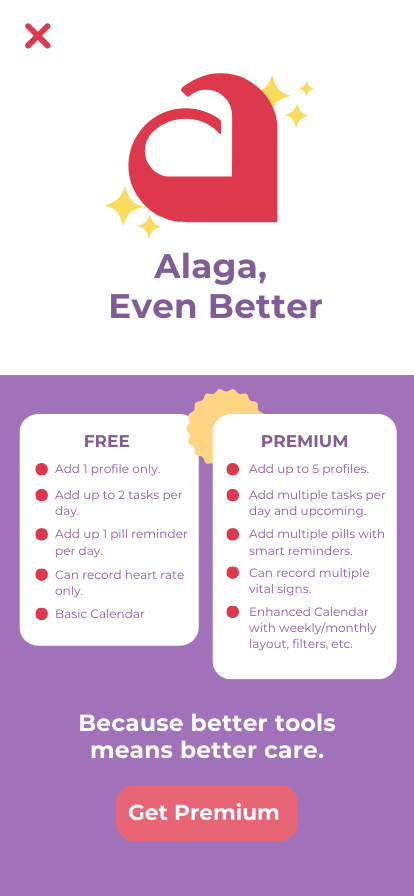 Alaga,
Even Better
FREE
Add 1 profile only.
Add up to 2 tasks per
day.
Add up 1 pill reminder
per day.
Can record heart rate
only.
Basic Calendar
PREMIUM
Add up to 5 profiles.
Add multiple tasks per
day and upcoming.
Add multiple pills with
smart reminders.
Can record multiple
vital signs.
Enhanced Calendar
with weekly/monthly
layout, filters, etc.
Because better tools
means better care.
Get Premium